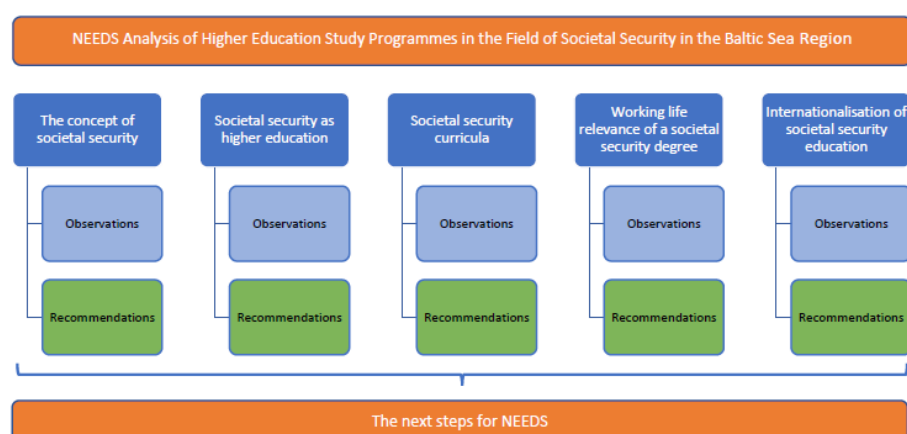 NEEDS Analysis of Higher Education Study Programmes in the Field of Societal Security in the Baltic Sea Region
The concept of
societal security
Societal security as
higher education
Societal security
curricula
Working life
relevance of a societal
security degree
Internationalisation of
societal security
education
Observations
Observations
Observations
Observations
Observations
Recommendations
Recommendations
Recommendations
Recommendations
Recommendations
The next steps for NEEDS